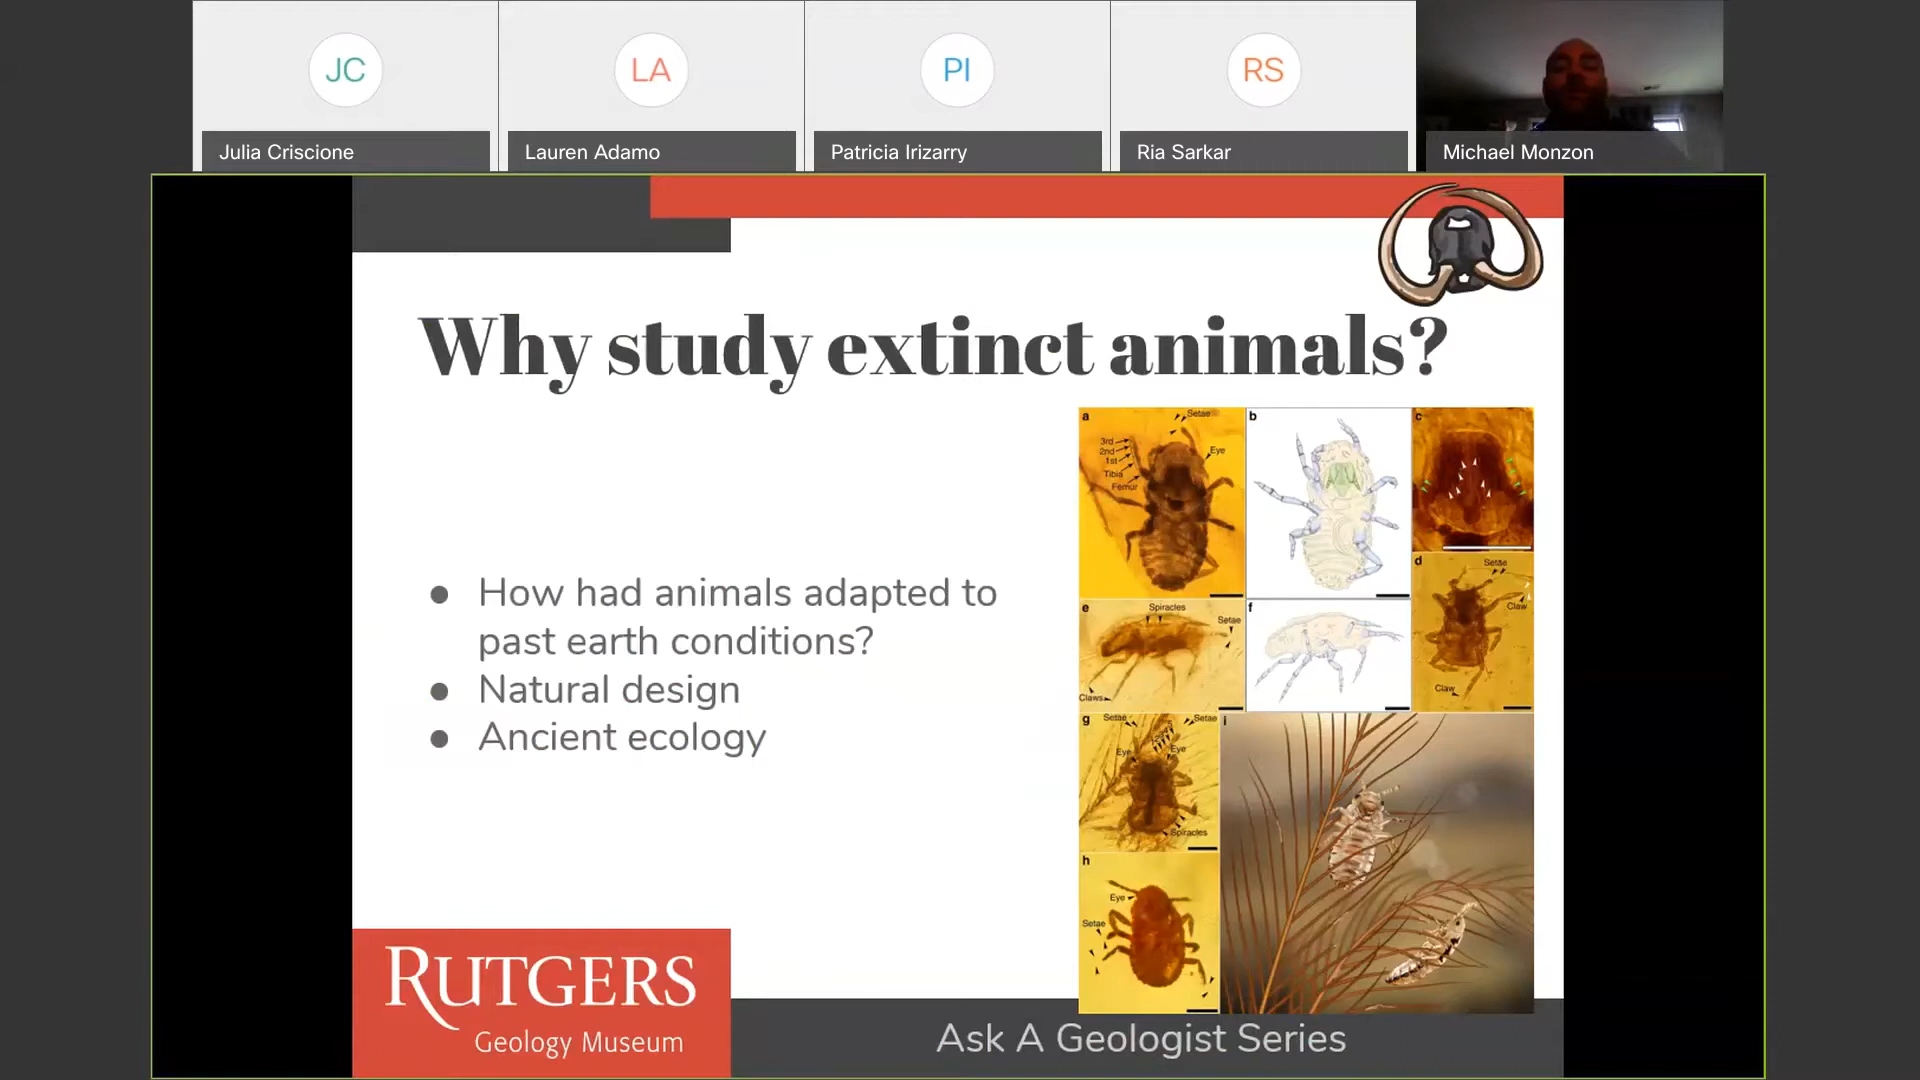 JC
LA
PI
RS
Julia Criscione
Lauren Adamo
Patricia Irizarry
Ria Sarkar
Michael Monzon
Why study extinct animals?
● How had animals adapted to
past earth conditions?
● Natural design
● Ancient ecology
a
Setae
3rd
2nd
1st
Tibia
Femur
Eye
b
c
d
Setae
Claw
Claw
e
Spiracles
Setae
Claws
f
g
Setae
Setae
Eye
Eye
Spiracles
h
Eye
Setae
i
RUTGERS
Geology Museum
Ask A Geologist Series